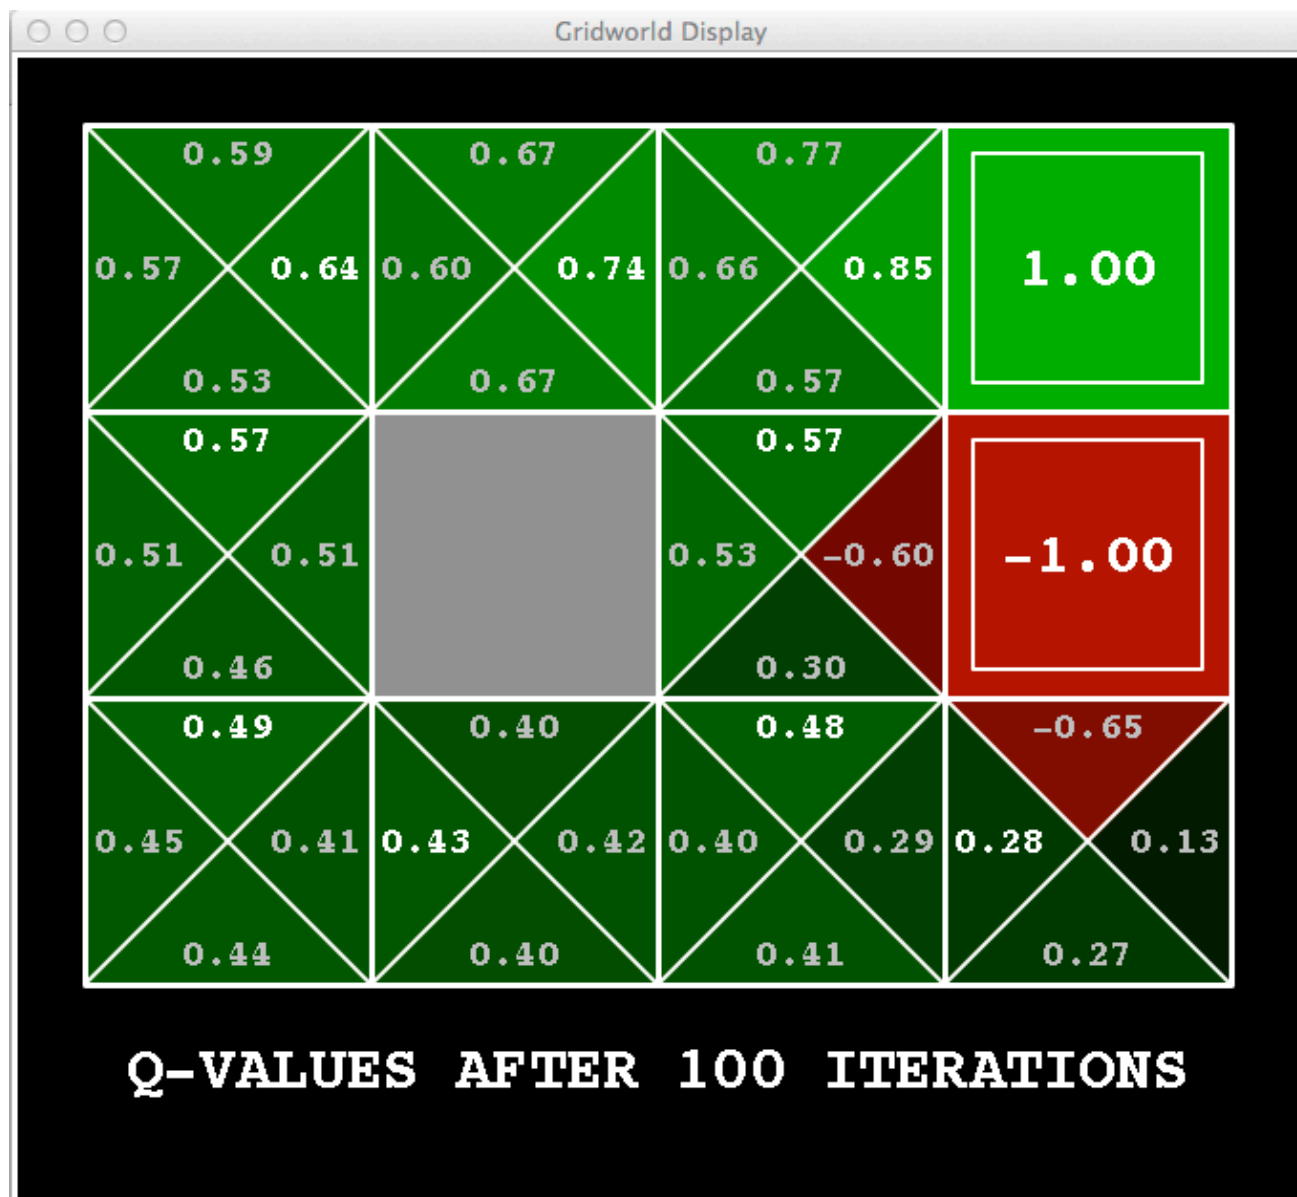 Gridworld Display
0.59 0.67 0.77
0.57 0.64 0.60 0.74 0.66 0.85 1.00
0.53 0.67 0.57
0.57 0.57
0.51 0.51 0.53 -0.60 -1.00
0.46 0.30
0.49 0.40 0.48 -0.65
0.45 0.41 0.43 0.42 0.40 0.29 0.28 0.13
0.44 0.40 0.41 0.27
Q-VALUES AFTER 100 ITERATIONS